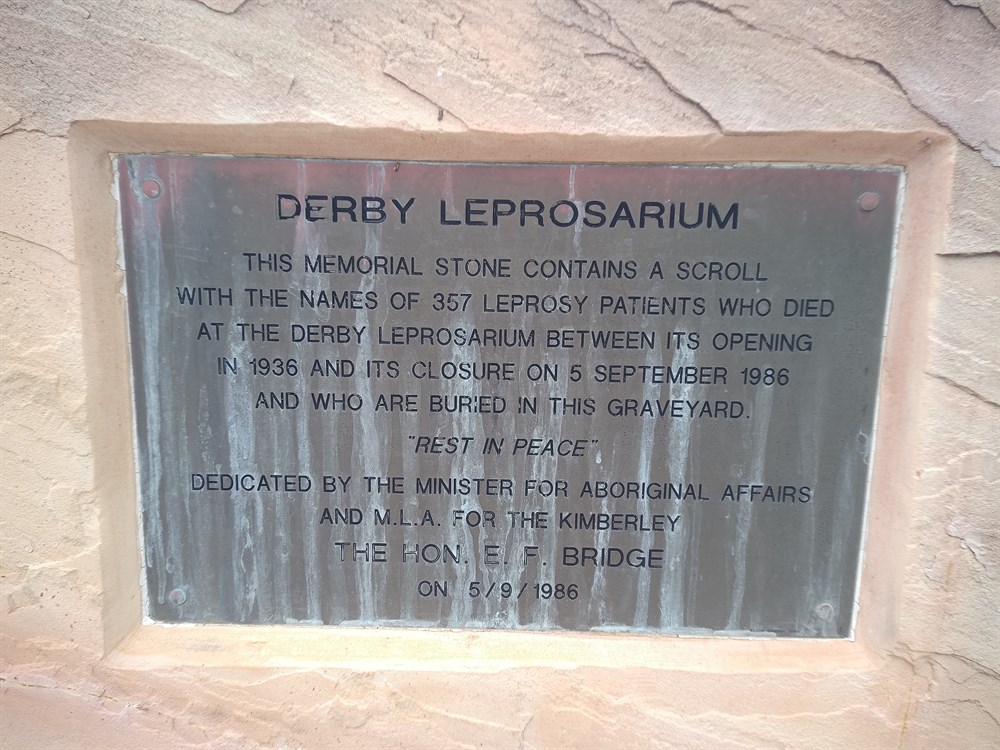 DERBY LEPROSARIUM
THIS MEMORIAL STONE CONTAINS A SCROLL
WITH THE NAMES OF 357 LEPROSY PATIENTS WHO DIED
AT THE DERBY LEPROSARIUM BETWEEN ITS OPENING
IN 1936 AND ITS CLOSURE ON 5 SEPTEMBER 1986
AND WHO ARE BURIED IN THIS GRAVEYARD.
"REST IN PEACE"
DEDICATED BY THE MINISTER FOR ABORIGINAL AFFAIRS
AND M.L.A. FOR THE KIMBERLEY
THE HON. E. F. BRIDGE
ON 5/9/1986